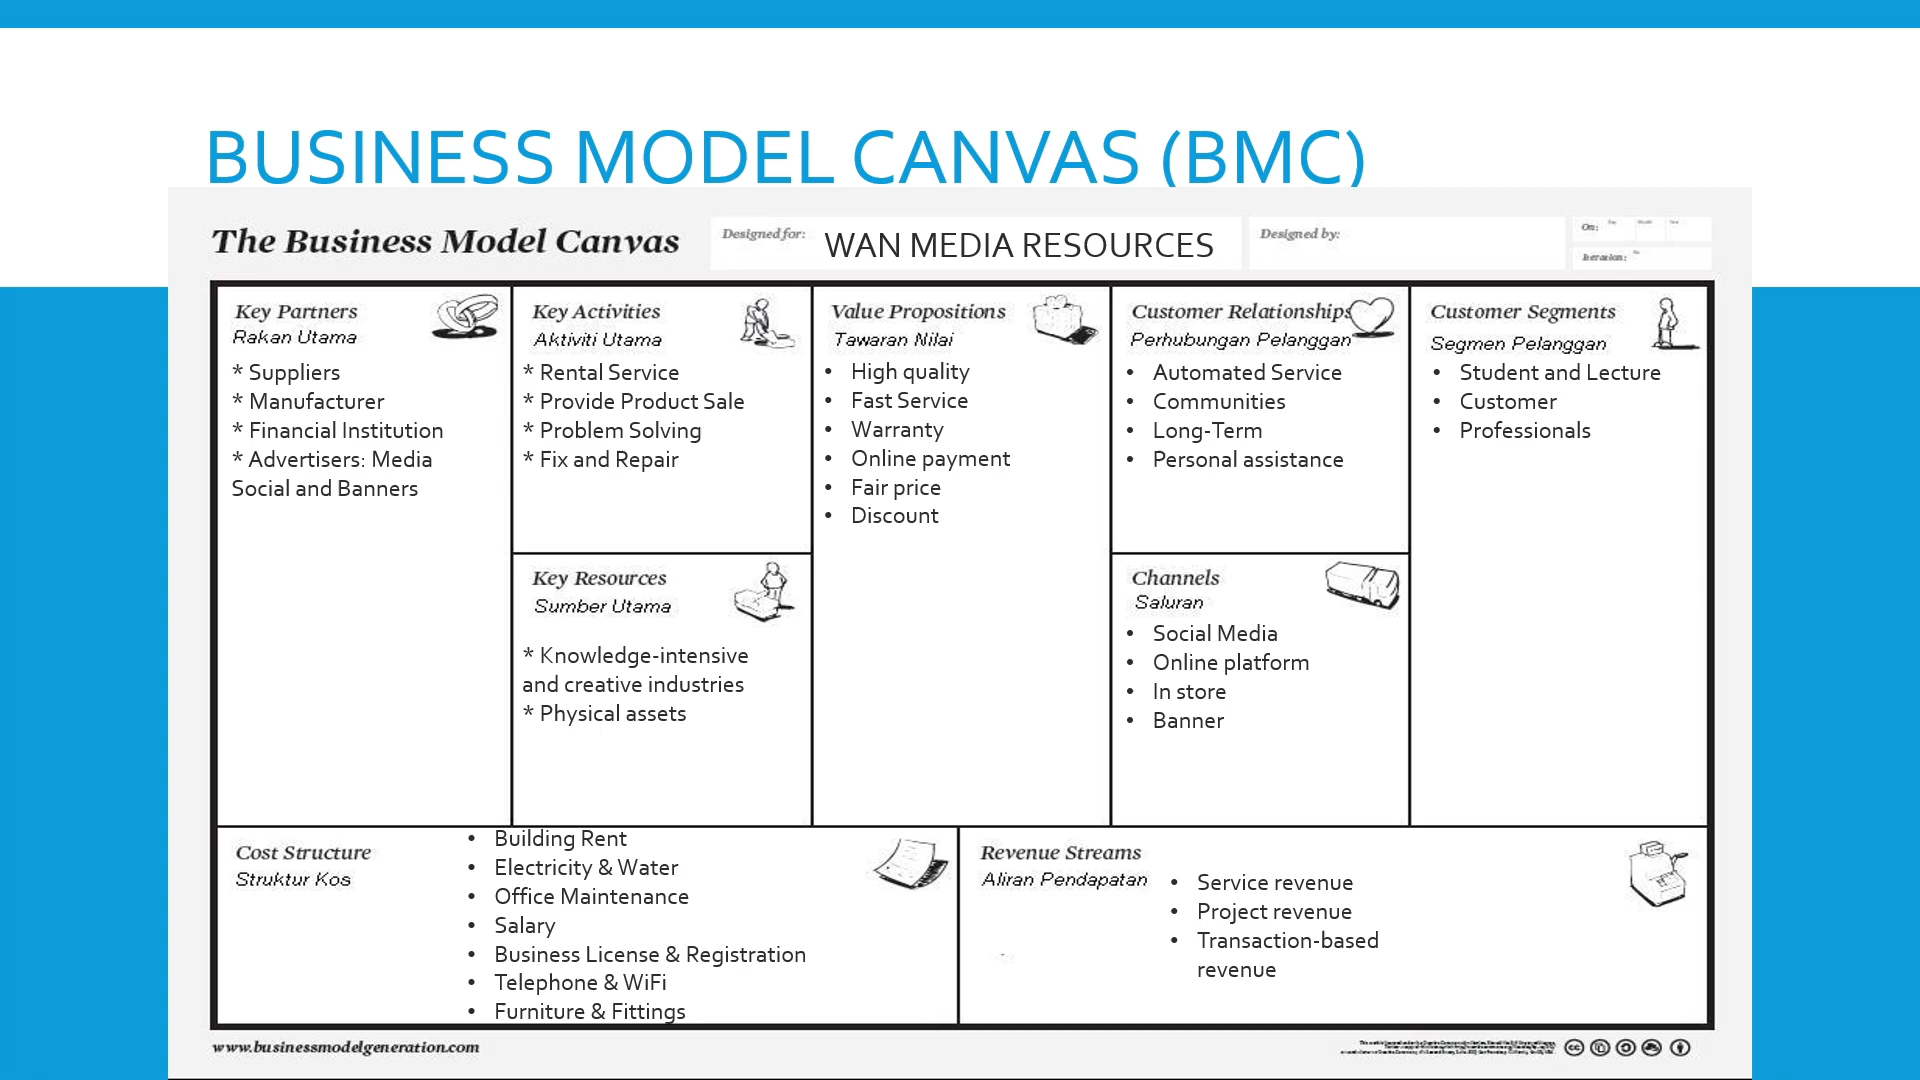 BUSINESS MODEL CANVAS (BMC)
The Business Model Canvas
Designed for:
WAN MEDIA RESOURCES
Designed by:
On:
Iteration:
Key Partners
Rakan Utama
* Suppliers
* Manufacturer
* Financial Institution
* Advertisers: Media
Social and Banners
Key Activities
Aktiviti Utama
* Rental Service
* Provide Product Sale
* Problem Solving
* Fix and Repair
Key Resources
Sumber Utama
* Knowledge-intensive
and creative industries
* Physical assets
Value Propositions
Tawaran Nilai
• High quality
• Fast Service
• Warranty
• Online payment
• Fair price
• Discount
Customer Relationships
Perhubungan Pelanggan
• Automated Service
• Communities
• Long-Term
• Personal assistance
Channels
Saluran
• Social Media
• Online platform
• In store
• Banner
Customer Segments
Segmen Pelanggan
• Student and Lecture
• Customer
• Professionals
Cost Structure
Struktur Kos
• Building Rent
• Electricity & Water
• Office Maintenance
• Salary
• Business License & Registration
• Telephone & WiFi
• Furniture & Fittings
Revenue Streams
Aliran Pendapatan
• Service revenue
• Project revenue
• Transaction-based
revenue
www.businessmodelgeneration.com